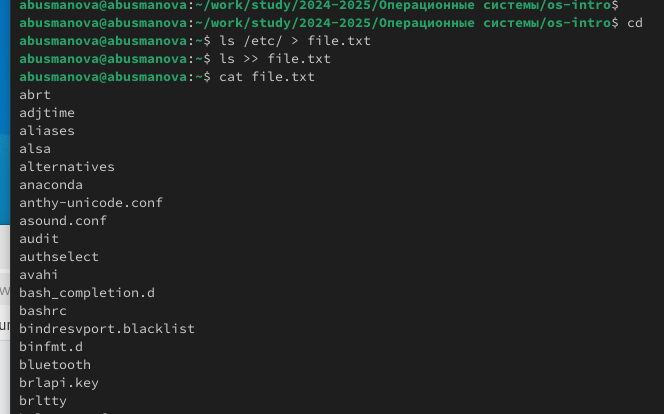 abusmanova@abusmanova:~/work/study/2024-2025/Операционные системы/os-intro$
abusmanova@abusmanova:~/work/study/2024-2025/Операционные системы/os-intro$ cd
abusmanova@abusmanova:~$ ls /etc/ > file.txt
abusmanova@abusmanova:~$ ls >> file.txt
abusmanova@abusmanova:~$ cat file.txt
abrt
adjtime
aliases
alsa
alternatives
anaconda
anthy-unicode.conf
asound.conf
audit
authselect
avahi
bash_completion.d
bashrc
bindresvport.blacklist
binfmt.d
bluetooth
brlapi.key
brltty